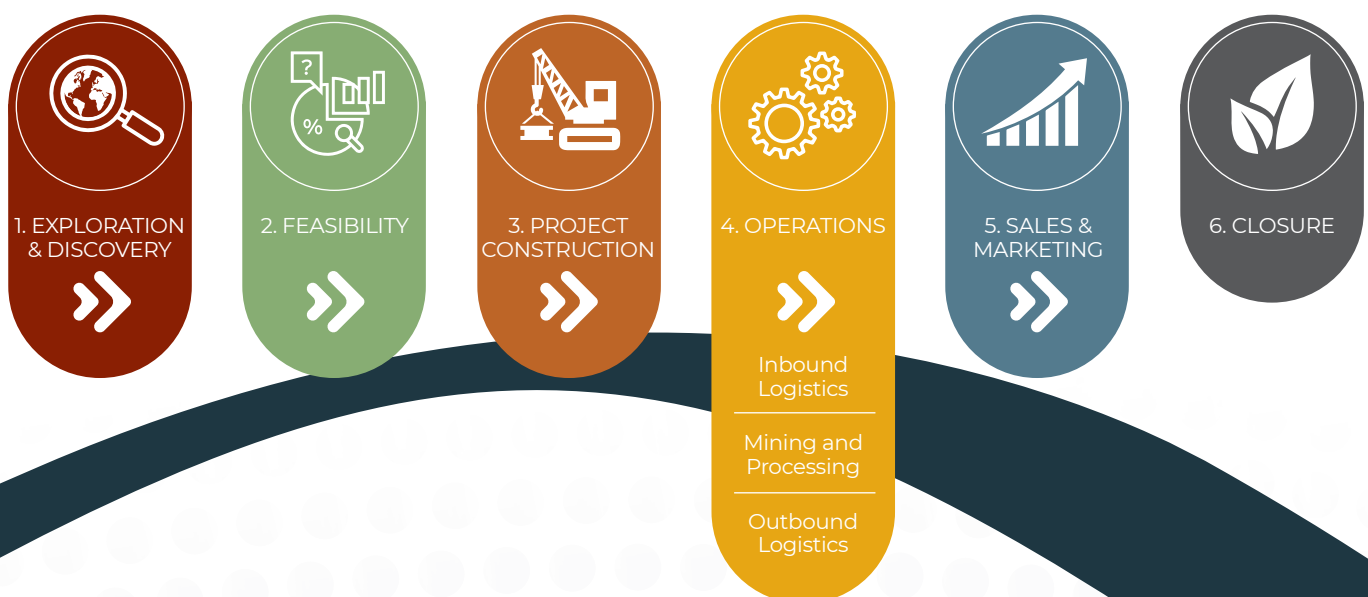 ?
%
1. EXPLORATION
& DISCOVERY
2. FEASIBILITY
3. PROJECT
CONSTRUCTION
4. OPERATIONS
Inbound
Logistics
Mining and
Processing
Outbound
Logistics
5. SALES &
MARKETING
6. CLOSURE